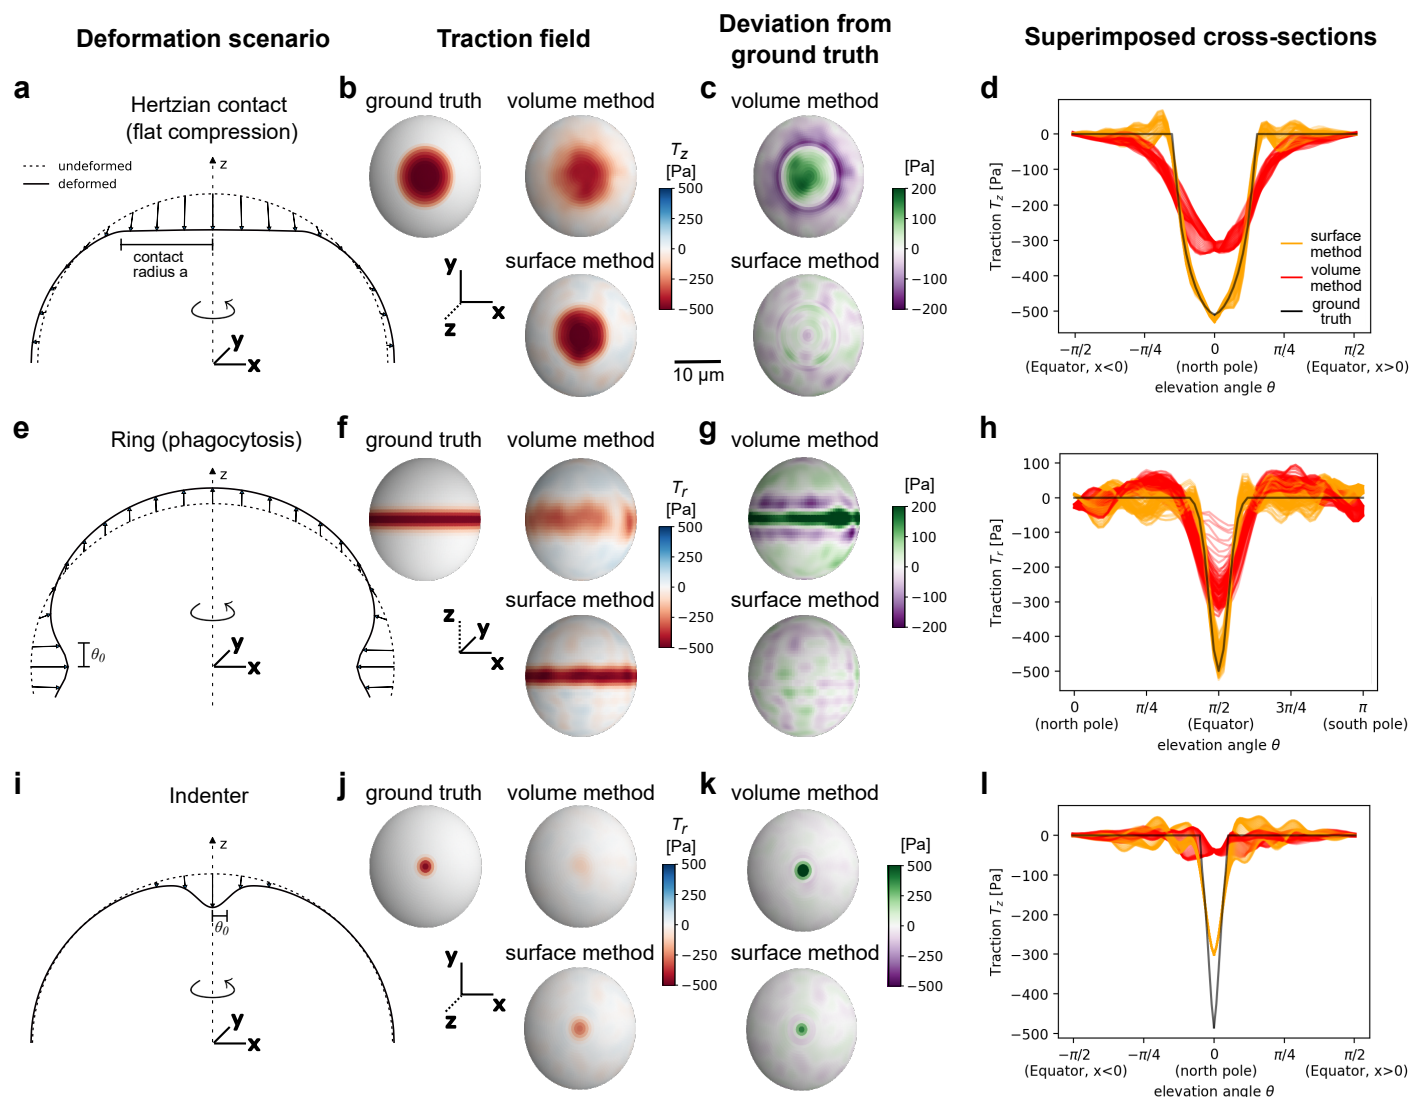 Deformation scenario
Traction field
Deviation from
ground truth
Superimposed cross-sections
a
Hertzian contact
(flat compression)
undeformed
deformed
z
contact
radius a
y
x
b
ground truth
volume method
T_z
[Pa]
500
250
0
−250
−500
surface method
y
x
z
10 µm
c
volume method
[Pa]
200
100
0
−100
−200
surface method
d
Traction T_z [Pa]
0
−100
−200
−300
−400
−500
surface
method
volume
method
ground
truth
−π/2
(Equator, x<0)
−π/4
0
(north pole)
π/4
π/2
(Equator, x>0)
elevation angle θ
e
Ring (phagocytosis)
z
θ₀
y
x
f
ground truth
volume method
T_r
[Pa]
500
250
0
−250
−500
surface method
z
y
x
g
volume method
[Pa]
200
100
0
−100
−200
surface method
h
Traction T_r [Pa]
100
0
−100
−200
−300
−400
−500
0
(north pole)
π/4
π/2
(Equator)
3π/4
π
(south pole)
elevation angle θ
i
Indenter
z
θ₀
y
x
j
ground truth
volume method
T_r
[Pa]
500
250
0
−250
−500
surface method
y
x
z
k
volume method
[Pa]
500
250
0
−250
−500
surface method
l
Traction T_z [Pa]
0
−100
−200
−300
−400
−500
−π/2
(Equator, x<0)
−π/4
0
(north pole)
π/4
π/2
(Equator, x>0)
elevation angle θ